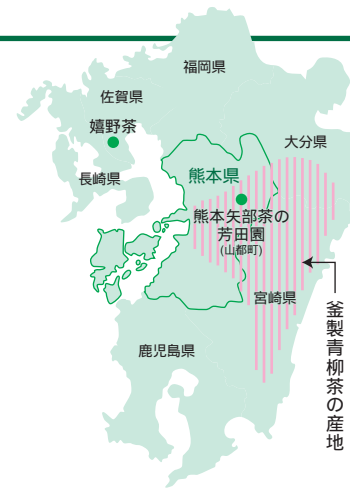 福岡県
佐賀県
嬉野茶
大分県
長崎県
熊本県
熊本矢部茶の
芳田園
(山都町)
宮崎県
釜製青柳茶の産地
鹿児島県